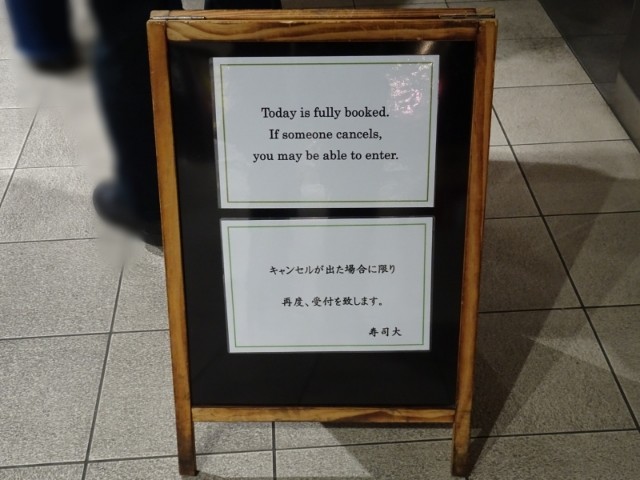 Today is fully booked.
If someone cancels,
you may be able to enter.
キャンセルが出た場合に限り
再度、受付を致します。
寿司大